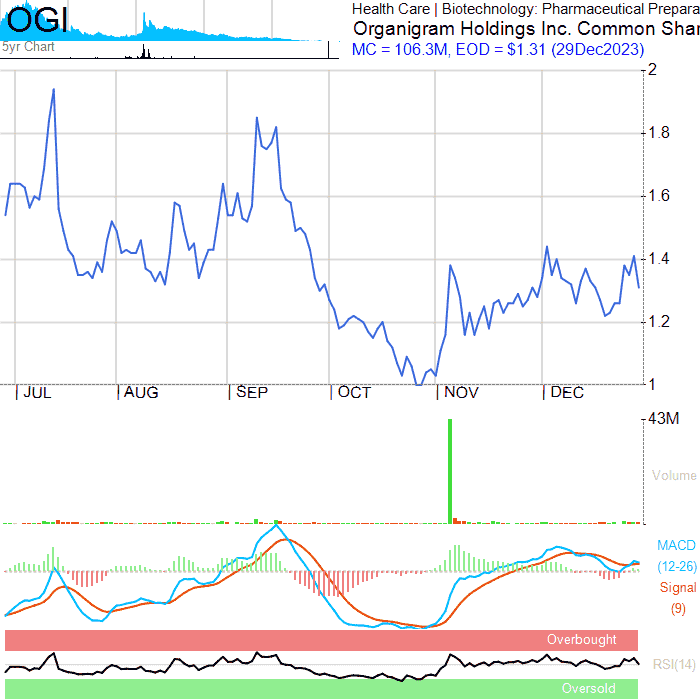 OGI
5yr Chart
Health Care | Biotechnology: Pharmaceutical Prepara
Organigram Holdings Inc. Common Shar
MC = 106.3M, EOD = $1.31 (29Dec2023)
2
1.8
1.6
1.4
1.2
1
JUL
AUG
SEP
OCT
NOV
DEC
43M
Volume
MACD
(12-26)
Signal
(9)
Overbought
RSI(14)
Oversold